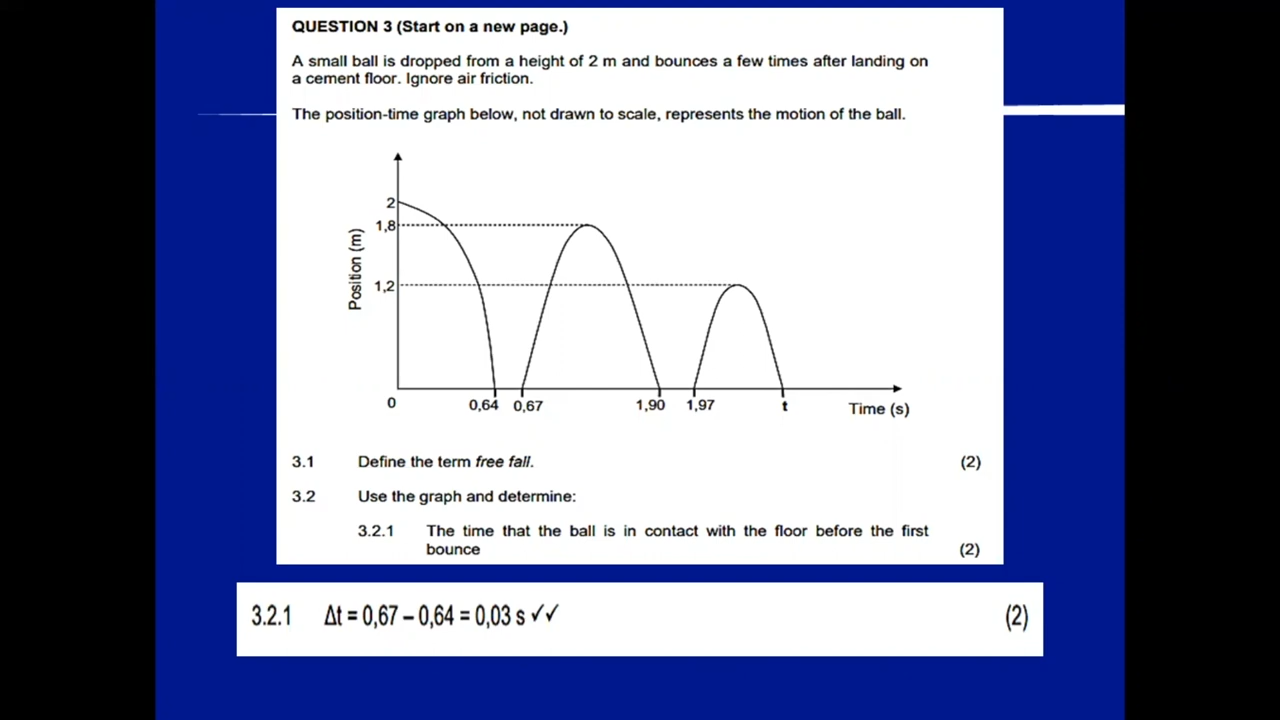 QUESTION 3 (Start on a new page.)
A small ball is dropped from a height of 2 m and bounces a few times after landing on
a cement floor. Ignore air friction.
The position-time graph below, not drawn to scale, represents the motion of the ball.
Position (m)
2
1,8
1,2
0
0,64
0,67
1,90
1,97
t
Time (s)
3.1 Define the term free fall. (2)
3.2 Use the graph and determine:
3.2.1 The time that the ball is in contact with the floor before the first
bounce (2)
3.2.1 Δt = 0,67 – 0,64 = 0,03 s ✓✓ (2)